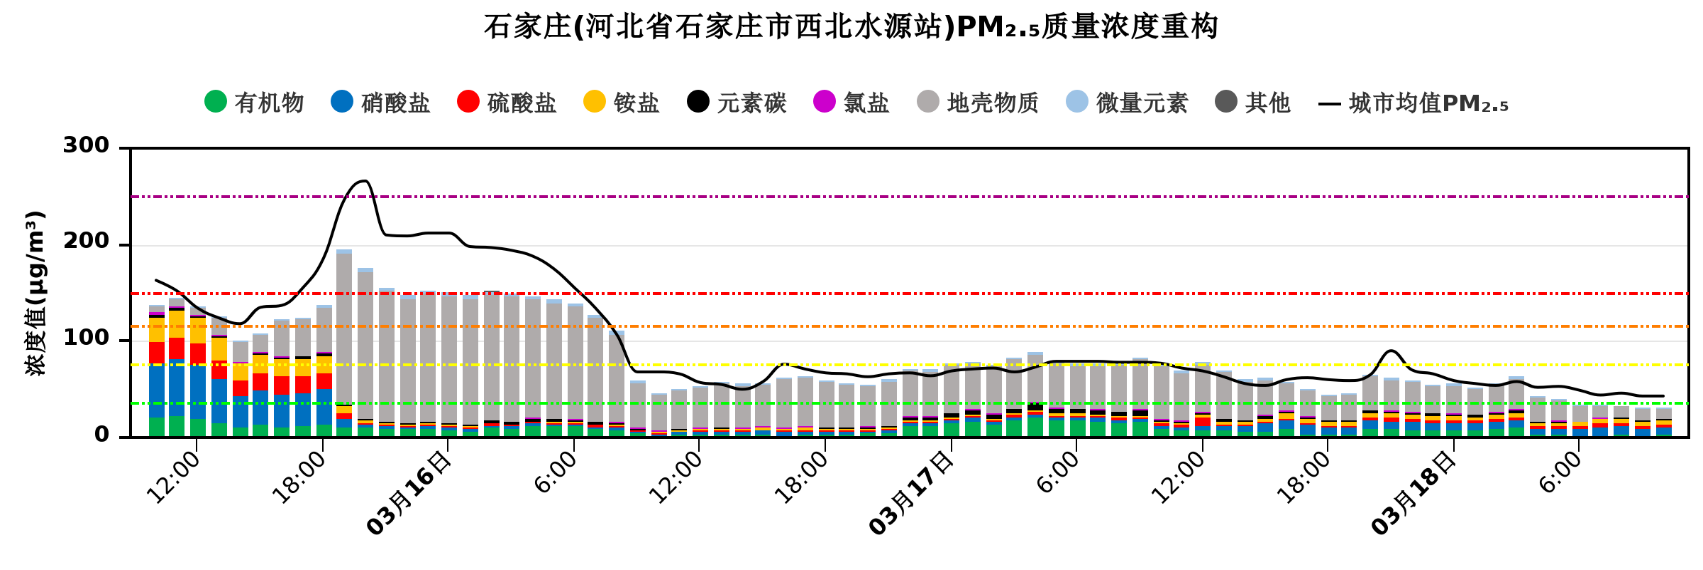 石家庄(河北省石家庄市西北水源站)PM₂.₅质量浓度重构
有机物 硝酸盐 硫酸盐 铵盐 元素碳 氯盐 地壳物质 微量元素 其他 城市均值PM₂.₅
浓度值(μg/m³)
300
200
100
0
12:00 18:00 03月16日 6:00 12:00 18:00 03月17日 6:00 12:00 18:00 03月18日 6:00